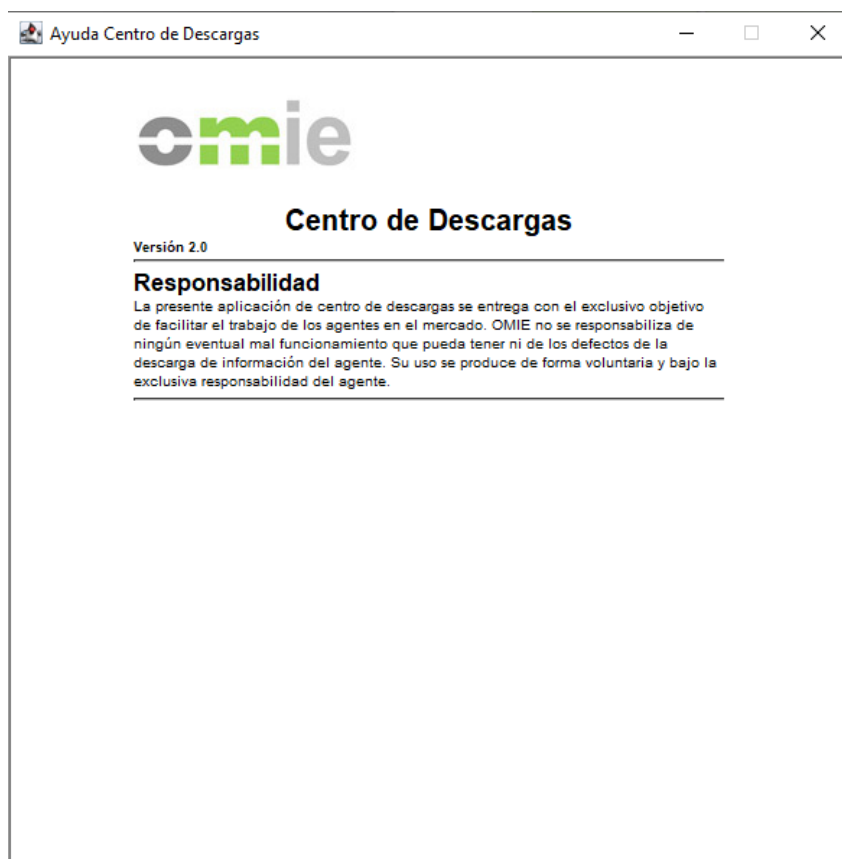 Ayuda Centro de Descargas
omie
Centro de Descargas
Versión 2.0
Responsabilidad
La presente aplicación de centro de descargas se entrega con el exclusivo objetivo
de facilitar el trabajo de los agentes en el mercado. OMIE no se responsabiliza de
ningún eventual mal funcionamiento que pueda tener ni de los defectos de la
descarga de información del agente. Su uso se produce de forma voluntaria y bajo la
exclusiva responsabilidad del agente.